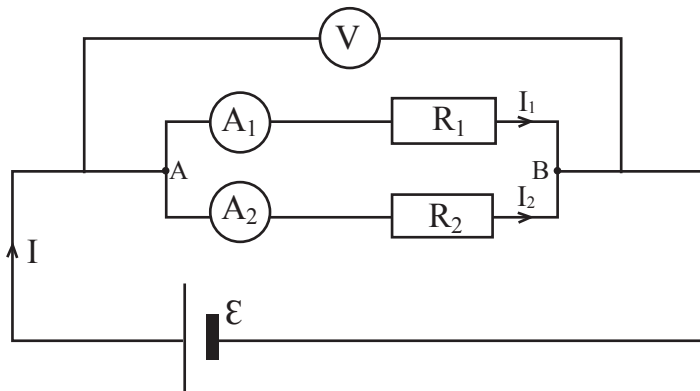 V
A₁ R₁ I₁
A B
A₂ R₂ I₂
I
ε